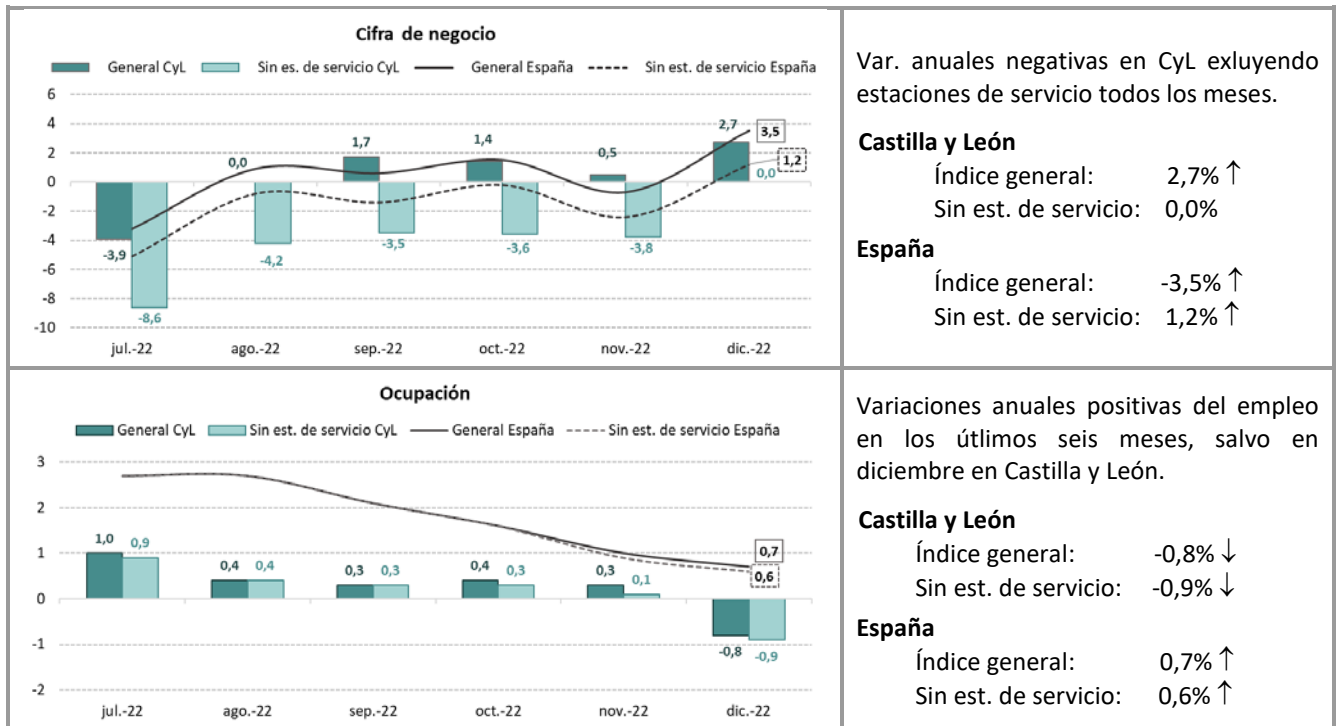 Cifra de negocio
General CyL Sin es. de servicio CyL General España Sin est. de servicio España
6
4
2
0
-2
-4
-6
-8
-10
-3,9
-8,6
0,0
-4,2
1,7
-3,5
1,4
-3,6
0,5
-3,8
2,7
3,5
1,2
0,0
jul.-22 ago.-22 sep.-22 oct.-22 nov.-22 dic.-22
Var. anuales negativas en CyL exluyendo
estaciones de servicio todos los meses.
Castilla y León
Índice general: 2,7% ↑
Sin est. de servicio: 0,0%
España
Índice general: -3,5% ↑
Sin est. de servicio: 1,2% ↑
Ocupación
General CyL Sin est. de servicio CyL General España Sin est. de servicio España
3
2
1
0
-1
-2
1,0 0,9
0,4 0,4
0,3 0,3
0,4 0,3
0,3 0,1
-0,8 -0,9
0,7
0,6
jul.-22 ago.-22 sep.-22 oct.-22 nov.-22 dic.-22
Variaciones anuales positivas del empleo
en los útlimos seis meses, salvo en
diciembre en Castilla y León.
Castilla y León
Índice general: -0,8% ↓
Sin est. de servicio: -0,9% ↓
España
Índice general: 0,7% ↑
Sin est. de servicio: 0,6% ↑